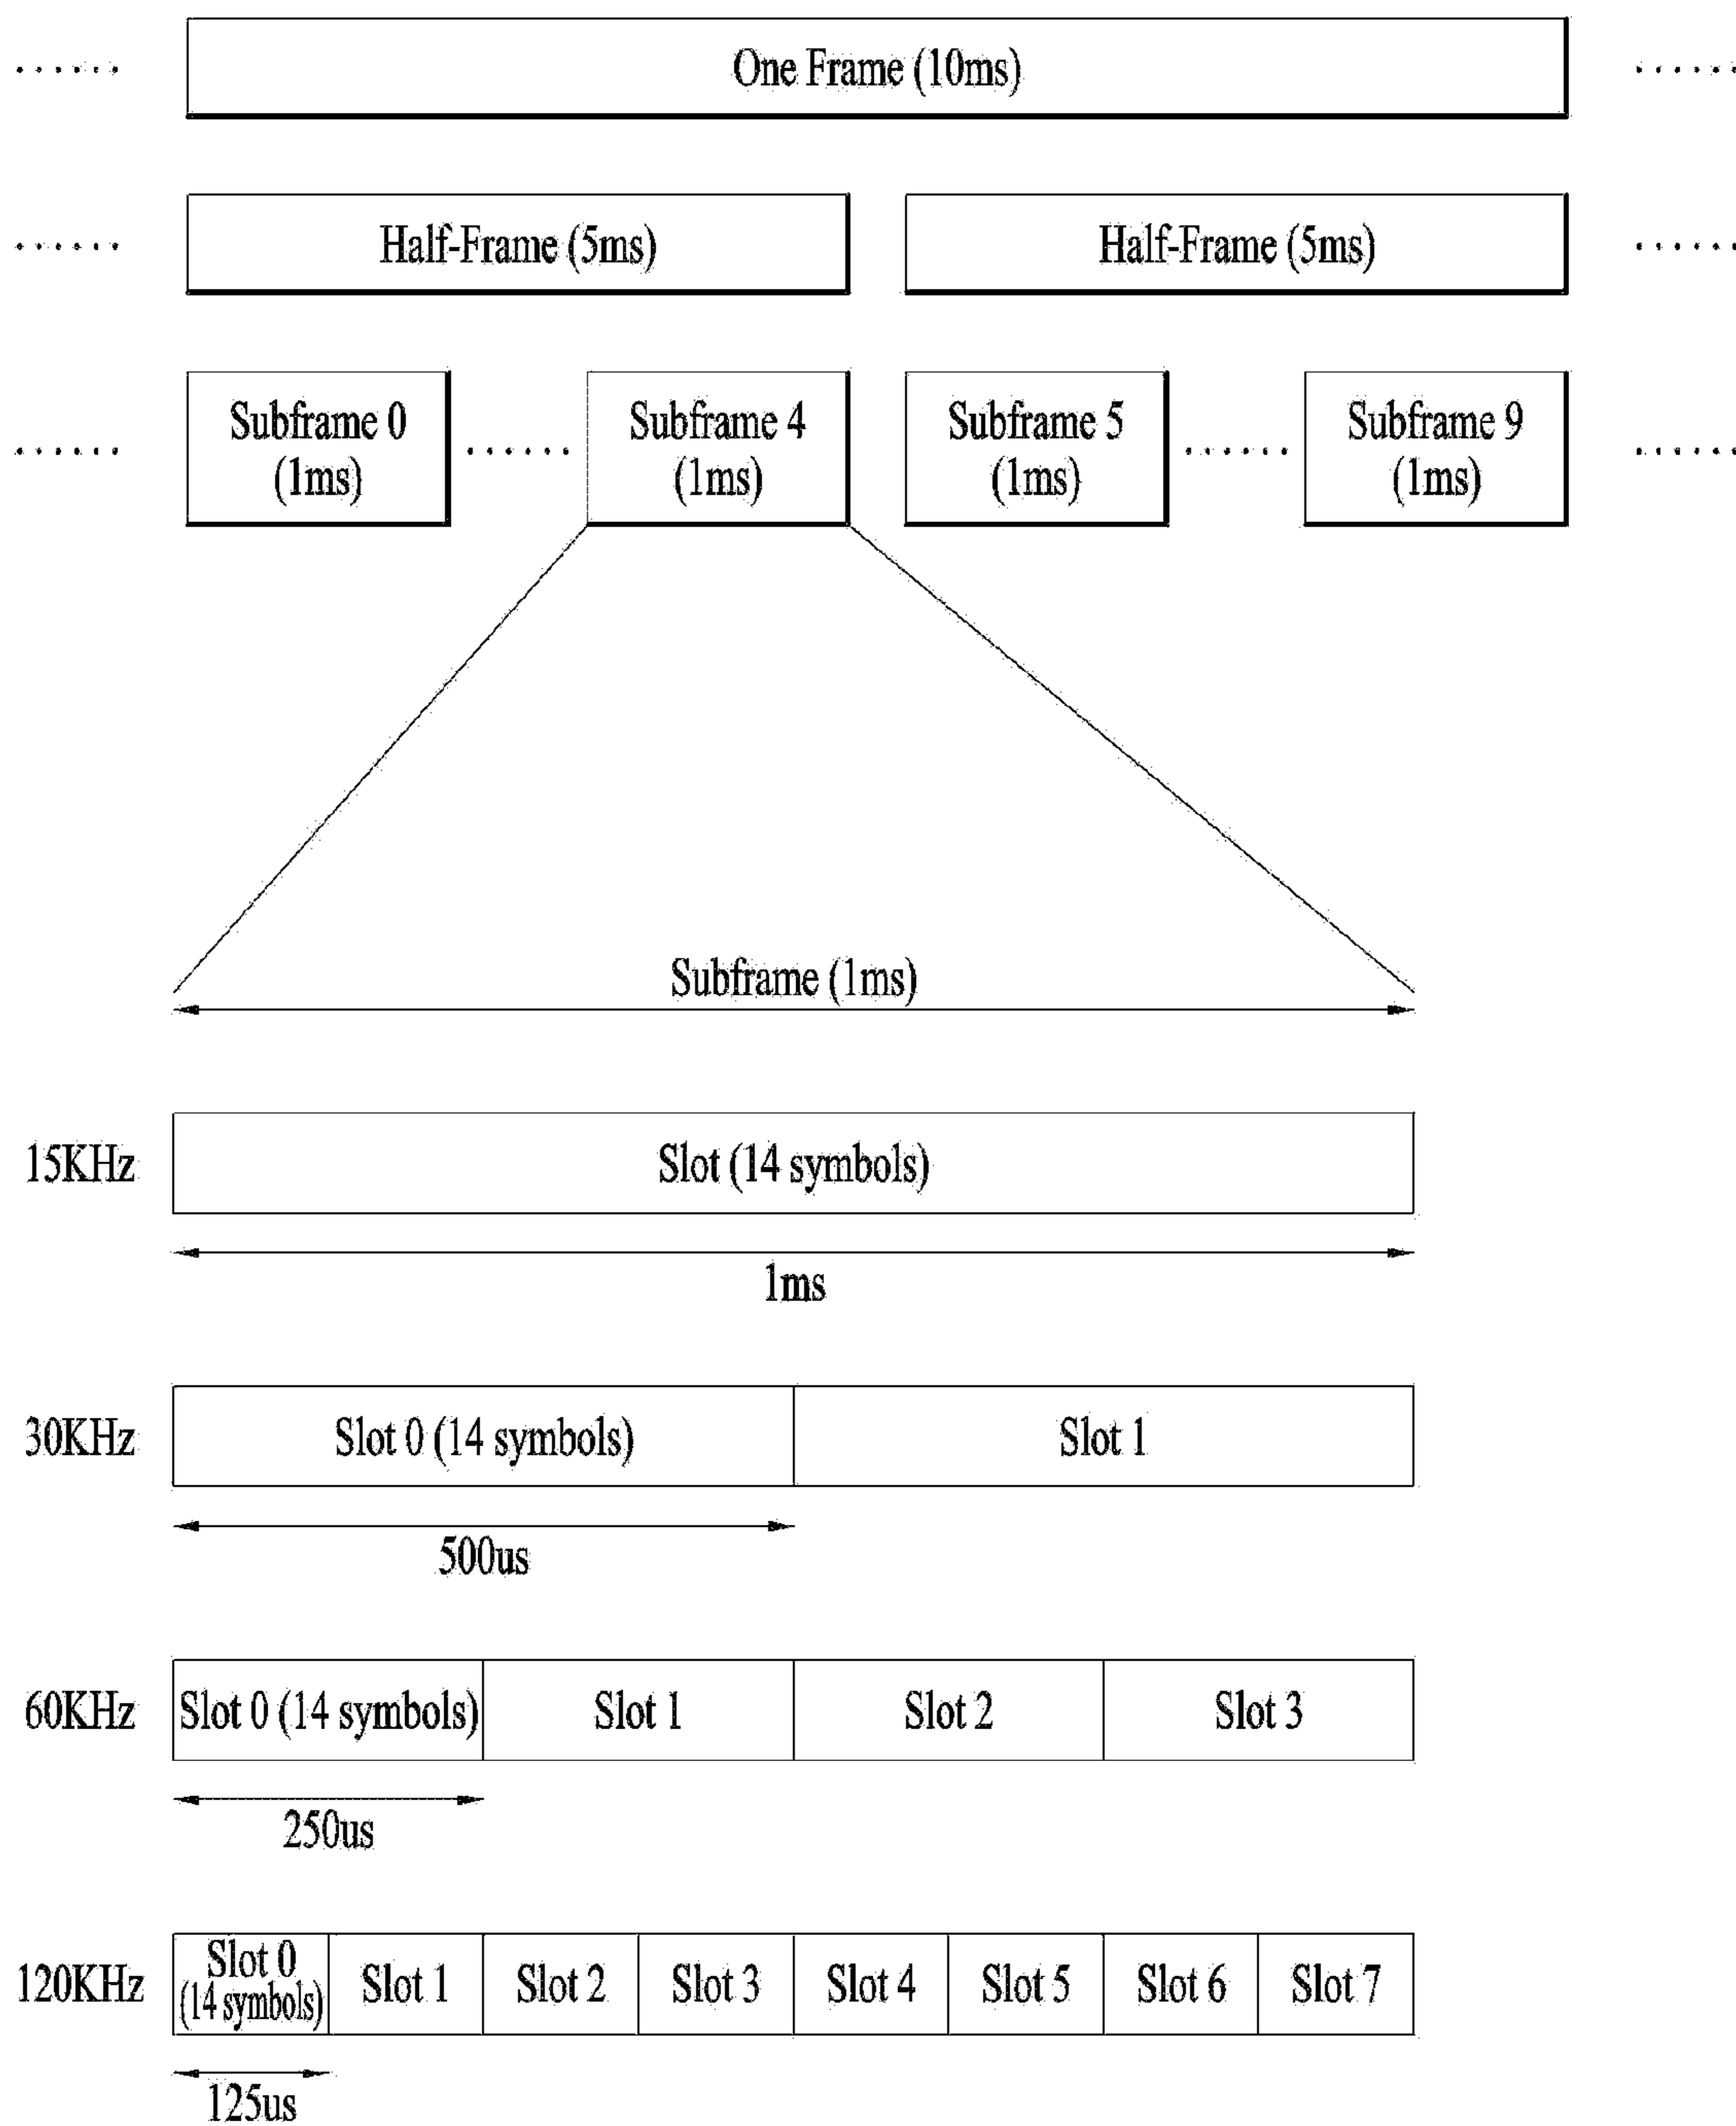 One Frame (10ms)
Half-Frame (5ms) Half-Frame (5ms)
Subframe 0 (1ms)
Subframe 4 (1ms)
Subframe 5 (1ms)
Subframe 9 (1ms)
Subframe (1ms)
15KHz Slot (14 symbols)
1ms
30KHz Slot 0 (14 symbols) Slot 1
500us
60KHz Slot 0 (14 symbols) Slot 1 Slot 2 Slot 3
250us
120KHz Slot 0 (14 symbols) Slot 1 Slot 2 Slot 3 Slot 4 Slot 5 Slot 6 Slot 7
125us